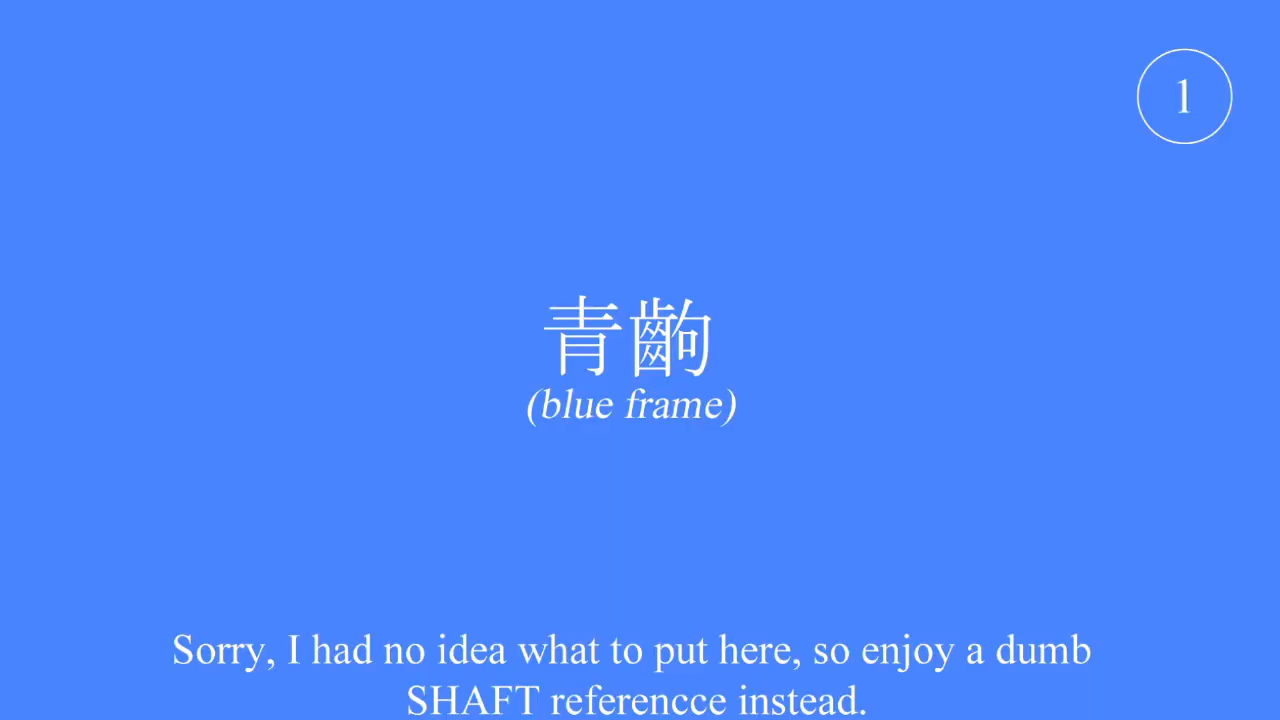 1
青齣
(blue frame)
Sorry, I had no idea what to put here, so enjoy a dumb
SHAFT referencce instead.